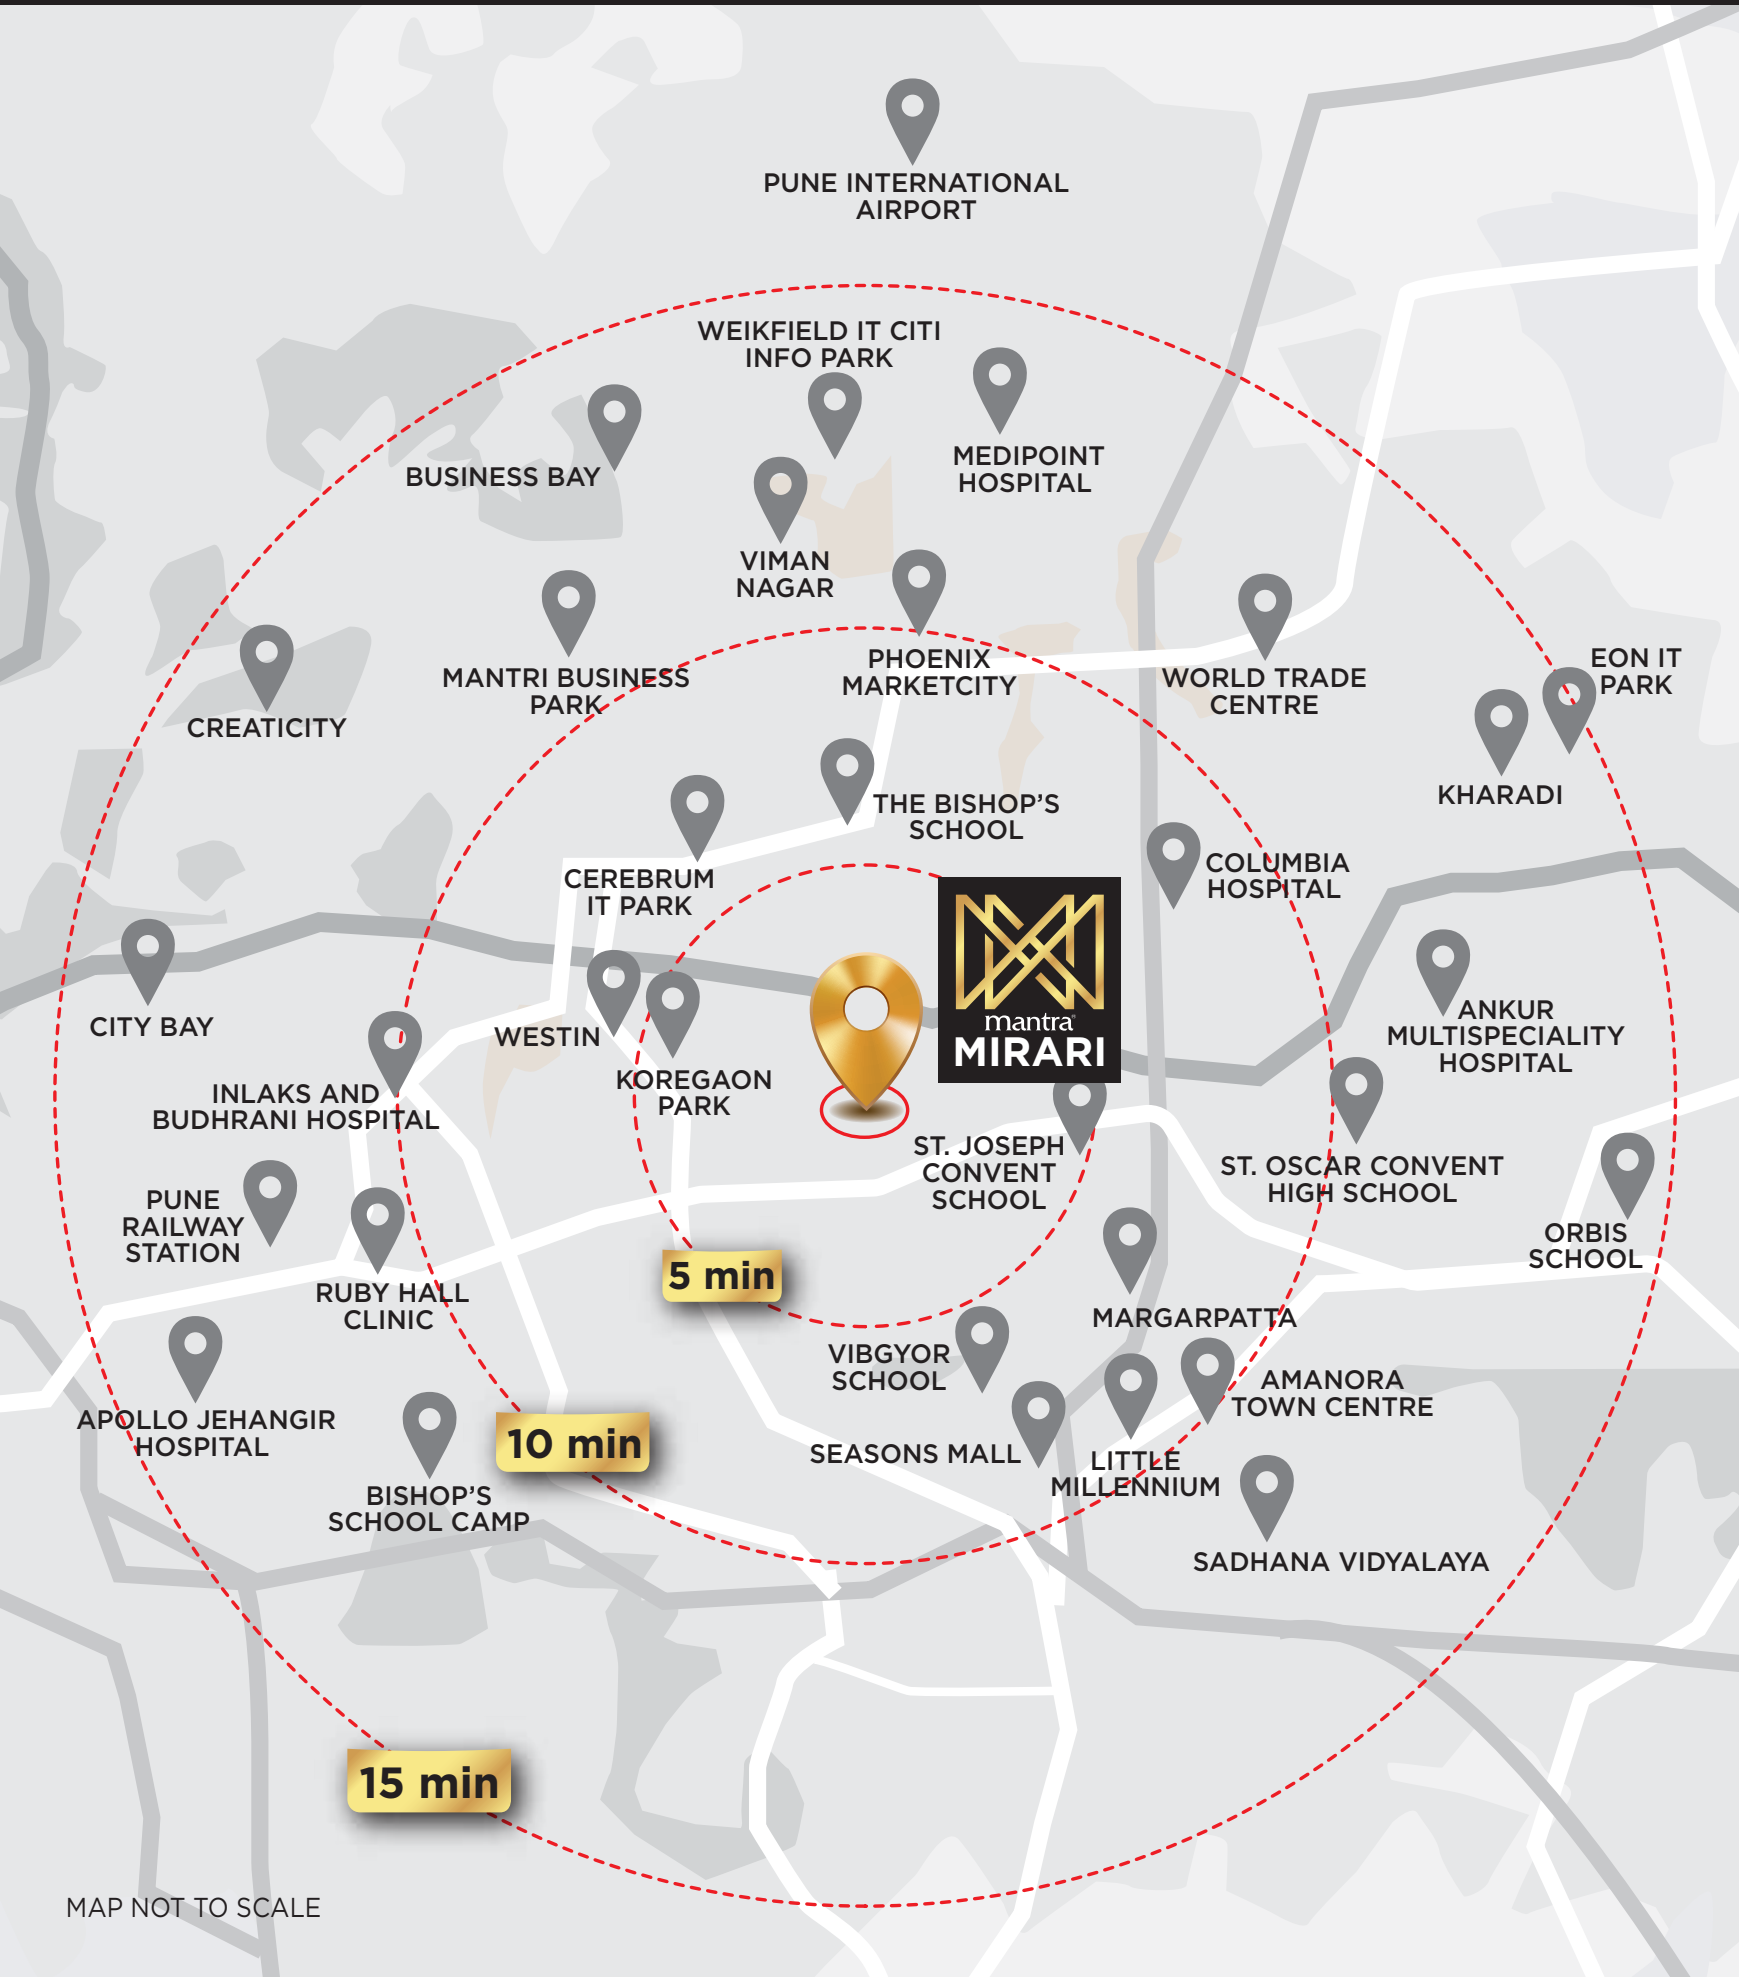 PUNE INTERNATIONAL
AIRPORT
WEIKFIELD IT CITI
INFO PARK
BUSINESS BAY
MEDIPOINT
HOSPITAL
VIMAN
NAGAR
MANTRI BUSINESS
PARK
PHOENIX
MARKETCITY
WORLD TRADE
CENTRE
EON IT
PARK
CREATICITY
KHARADI
THE BISHOP'S
SCHOOL
CEREBRUM
IT PARK
COLUMBIA
HOSPITAL
CITY BAY
WESTIN
mantra®
MIRARI
ANKUR
MULTISPECIALITY
HOSPITAL
INLAKS AND
BUDHRANI HOSPITAL
KOREGAON
PARK
ST. JOSEPH
CONVENT
SCHOOL
ST. OSCAR CONVENT
HIGH SCHOOL
PUNE
RAILWAY
STATION
ORBIS
SCHOOL
RUBY HALL
CLINIC
5 min
MARGARPATTA
VIBGYOR
SCHOOL
AMANORA
TOWN CENTRE
APOLLO JEHANGIR
HOSPITAL
10 min
SEASONS MALL
LITTLE
MILLENNIUM
BISHOP'S
SCHOOL CAMP
SADHANA VIDYALAYA
15 min
MAP NOT TO SCALE